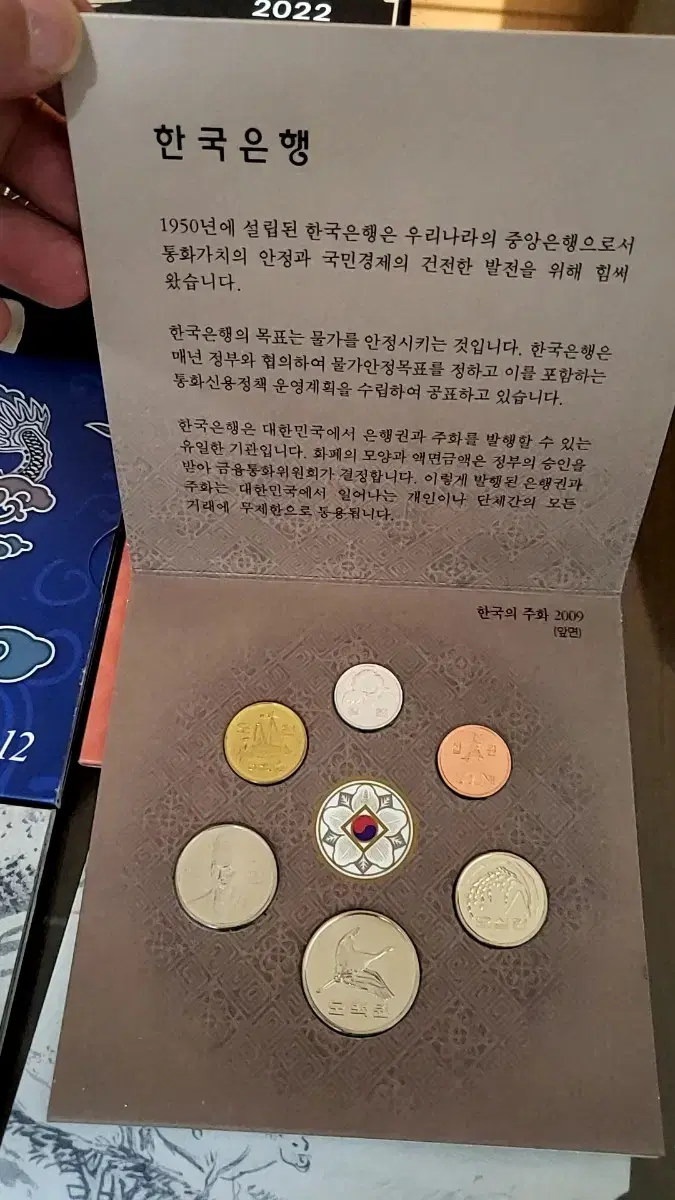 2022
한국은행
1950년에 설립된 한국은행은 우리나라의 중앙은행으로서
통화가치의 안정과 국민경제의 건전한 발전을 위해 힘써
왔습니다.
한국은행의 목표는 물가를 안정시키는 것입니다. 한국은행은
매년 정부와 협의하여 물가안정목표를 정하고 이를 포함하는
통화신용정책 운영계획을 수립하여 공표하고 있습니다.
한국은행은 대한민국에서 은행권과 주화를 발행할 수 있는
유일한 기관입니다. 화폐의 모양과 액면금액은 정부의 승인을
받아 금융통화위원회가 결정합니다. 이렇게 발행된 은행권과
주화는 대한민국에서 일어나는 개인이나 단체간의 모든
거래에 무제한으로 통용됩니다.
한국의 주화 2009
(앞면)
12
오백원